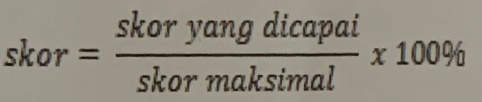 skor = skor yang dicapai / skor maksimal x 100%